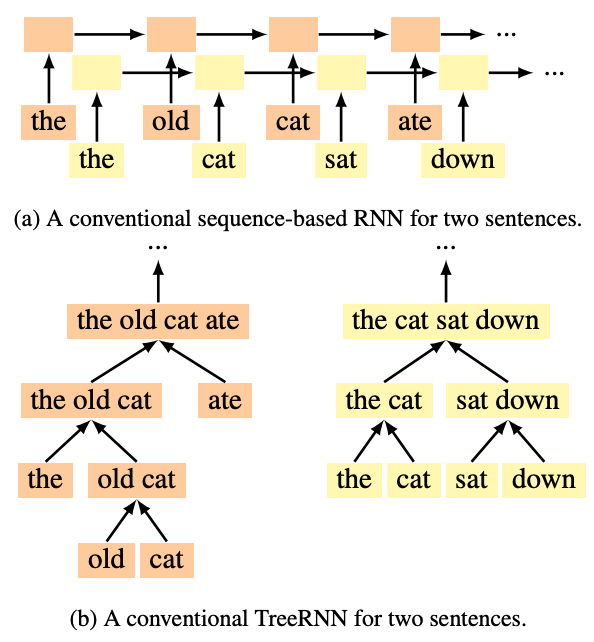 ...
...
the old cat ate
the cat sat down
(a) A conventional sequence-based RNN for two sentences.
... ...
the old cat ate the cat sat down
the old cat ate the cat sat down
the old cat the cat sat down
old cat
(b) A conventional TreeRNN for two sentences.